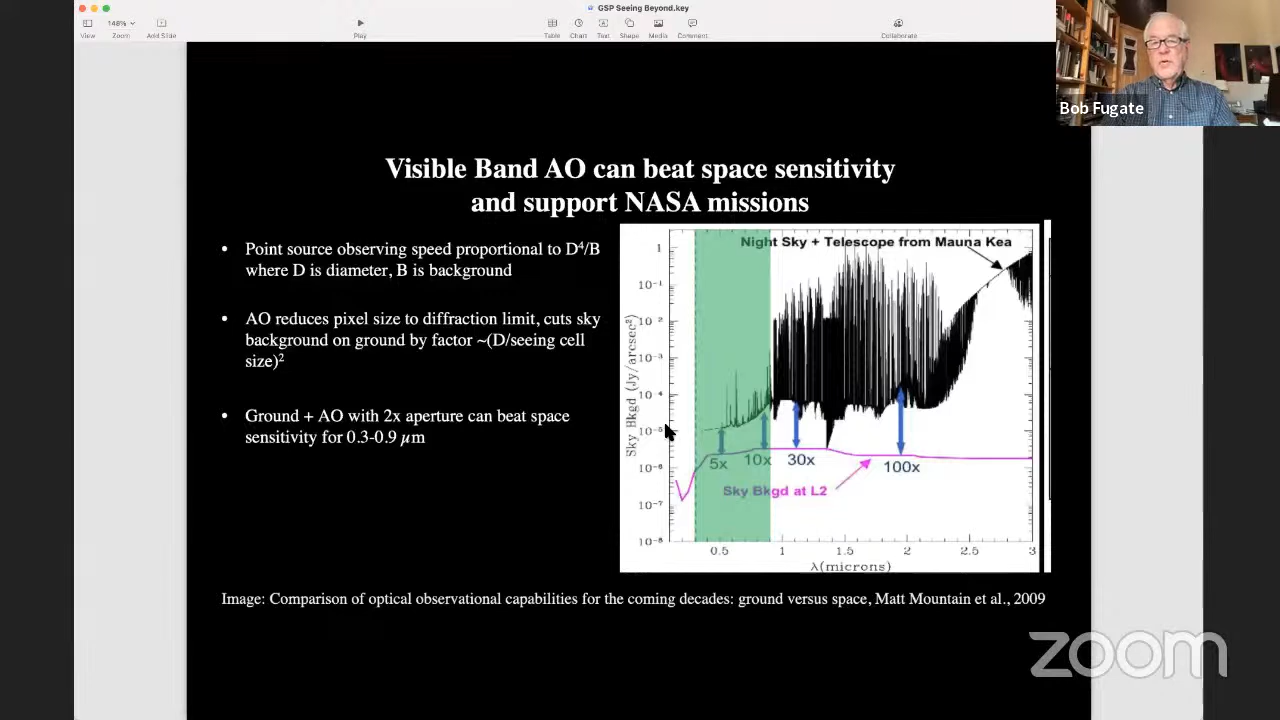 GSP Seeing Beyond.key
148%
View
Zoom
Add Slide
Play
Table
Chart
Text
Shape
Media
Comment
Collaborate
Bob Fugate
Visible Band AO can beat space sensitivity
and support NASA missions
• Point source observing speed proportional to D⁴/B
where D is diameter, B is background
• AO reduces pixel size to diffraction limit, cuts sky
background on ground by factor ~(D/seeing cell
size)²
• Ground + AO with 2x aperture can beat space
sensitivity for 0.3-0.9 µm
Night Sky + Telescope from Mauna Kea
Sky Bkgd (Jy/arcsec²)
1
10⁻¹
10⁻²
10⁻³
10⁻⁴
10⁻⁵
10⁻⁶
10⁻⁷
10⁻⁸
5x
10x
30x
100x
Sky Bkgd at L2
0.5
1
1.5
2
2.5
3
λ(microns)
Image: Comparison of optical observational capabilities for the coming decades: ground versus space, Matt Mountain et al., 2009
zoom